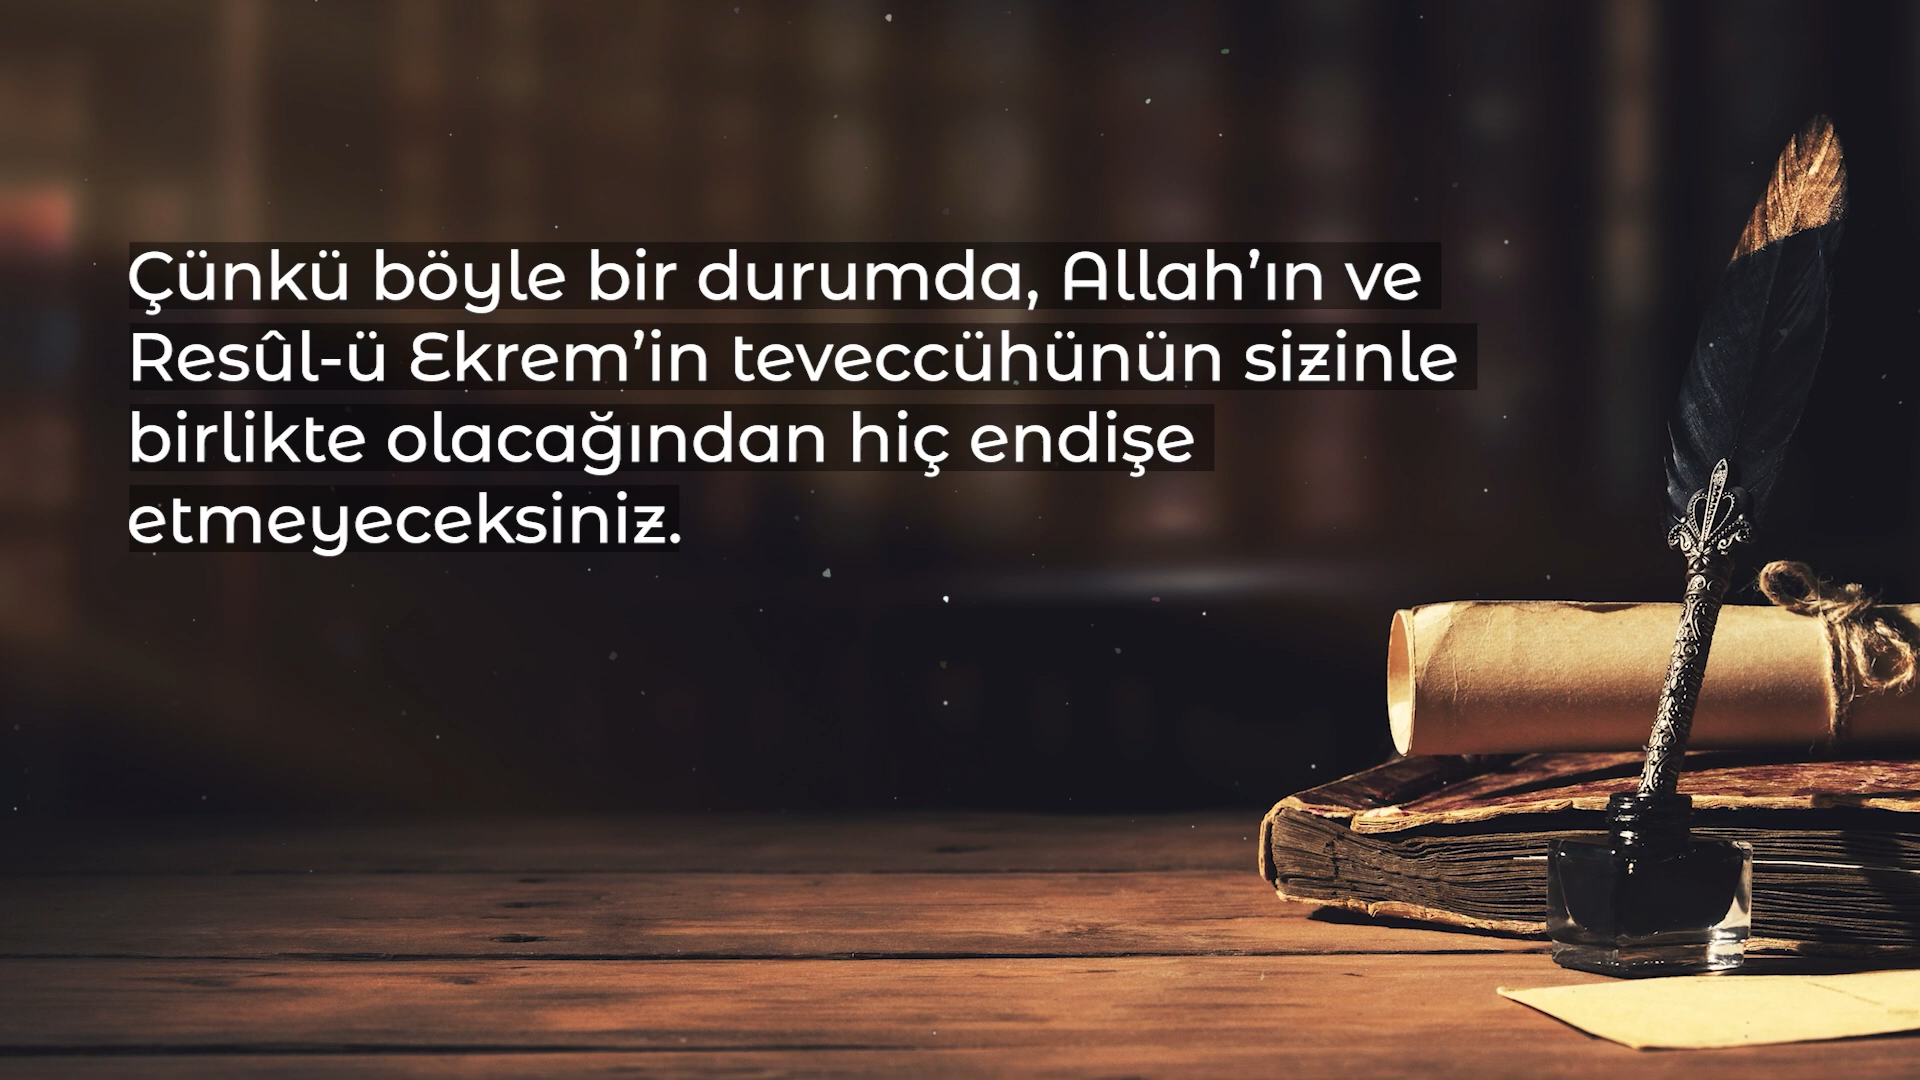 Çünkü böyle bir durumda, Allah’ın ve
Resûl-ü Ekrem’in teveccühünün sizinle
birlikte olacağından hiç endişe
etmeyeceksiniz.